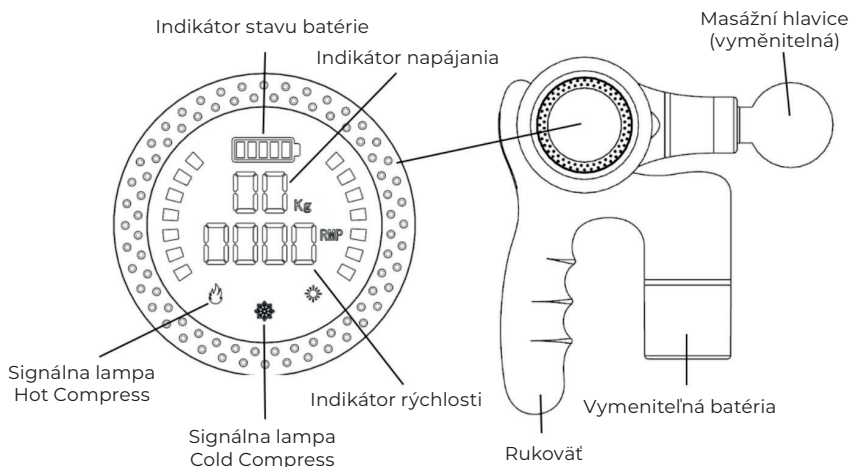 Indikátor stavu batérie
Masážní hlavice
(vyměnitelná)
Indikátor napájania
Kg
RMP
Signálna lampa
Hot Compress
Indikátor rýchlosti
Signálna lampa
Cold Compress
Vymeniteľná batéria
Rukoväť